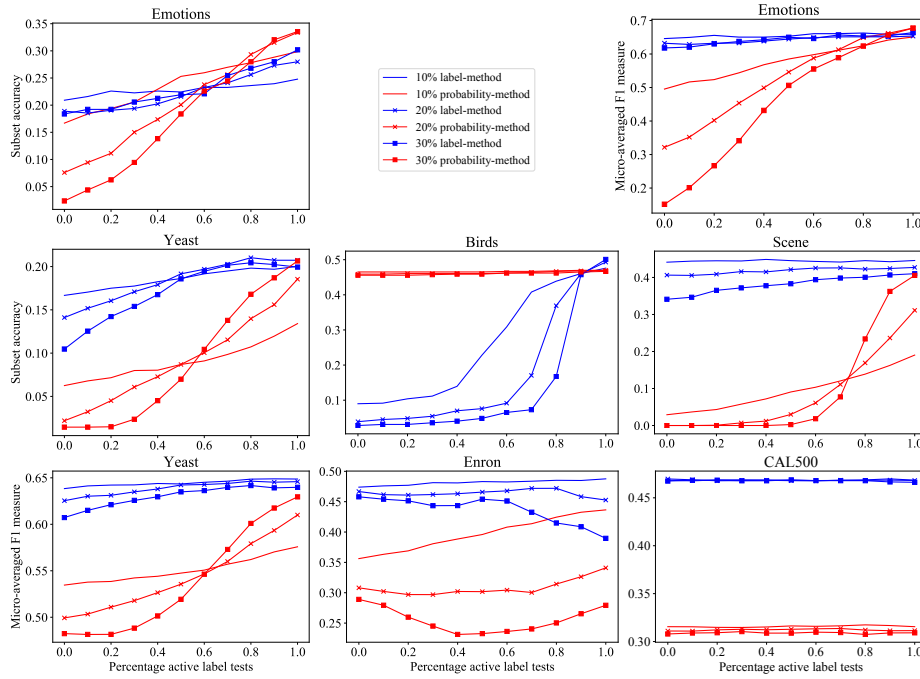 Emotions
Emotions
0.35
0.30
0.25
0.20
0.15
0.10
0.05
Subset accuracy
0.0 0.2 0.4 0.6 0.8 1.0
10% label-method
10% probability-method
20% label-method
20% probability-method
30% label-method
30% probability-method
0.7
0.6
0.5
0.4
0.3
0.2
Micro-averaged F1 measure
0.0 0.2 0.4 0.6 0.8 1.0
Yeast
0.20
0.15
0.10
0.05
Subset accuracy
0.0 0.2 0.4 0.6 0.8 1.0
Birds
0.5
0.4
0.3
0.2
0.1
0.0 0.2 0.4 0.6 0.8 1.0
Scene
0.4
0.3
0.2
0.1
0.0
0.0 0.2 0.4 0.6 0.8 1.0
Yeast
0.65
0.60
0.55
0.50
Micro-averaged F1 measure
0.0 0.2 0.4 0.6 0.8 1.0
Percentage active label tests
Enron
0.50
0.45
0.40
0.35
0.30
0.25
0.0 0.2 0.4 0.6 0.8 1.0
Percentage active label tests
CAL500
0.45
0.40
0.35
0.30
0.0 0.2 0.4 0.6 0.8 1.0
Percentage active label tests